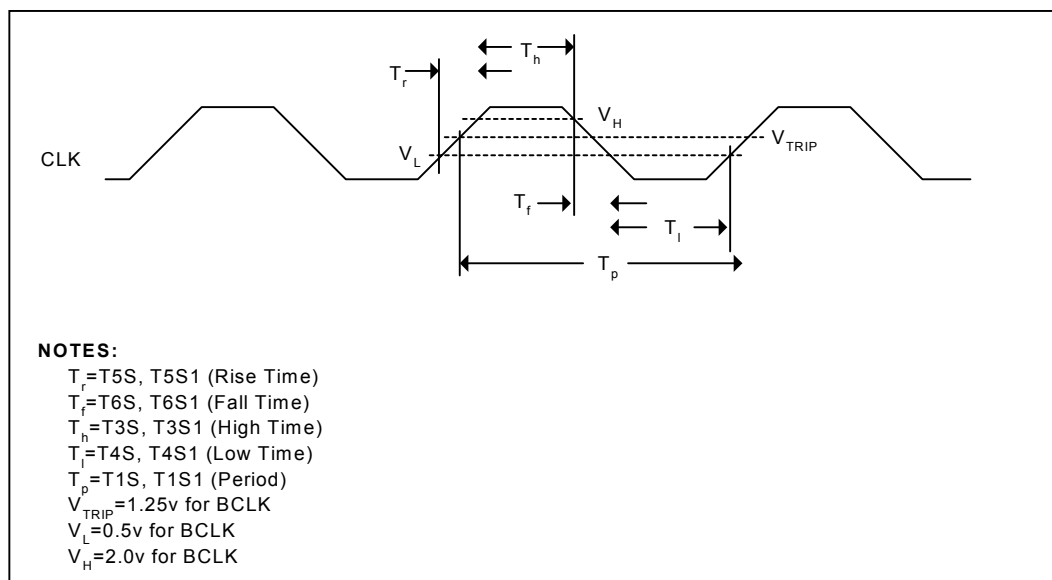 T_h
T_r
V_H
CLK
V_L
V_TRIP
T_f
T_l
T_p
NOTES:
T_r=T5S, T5S1 (Rise Time)
T_f=T6S, T6S1 (Fall Time)
T_h=T3S, T3S1 (High Time)
T_l=T4S, T4S1 (Low Time)
T_p=T1S, T1S1 (Period)
V_TRIP=1.25v for BCLK
V_L=0.5v for BCLK
V_H=2.0v for BCLK